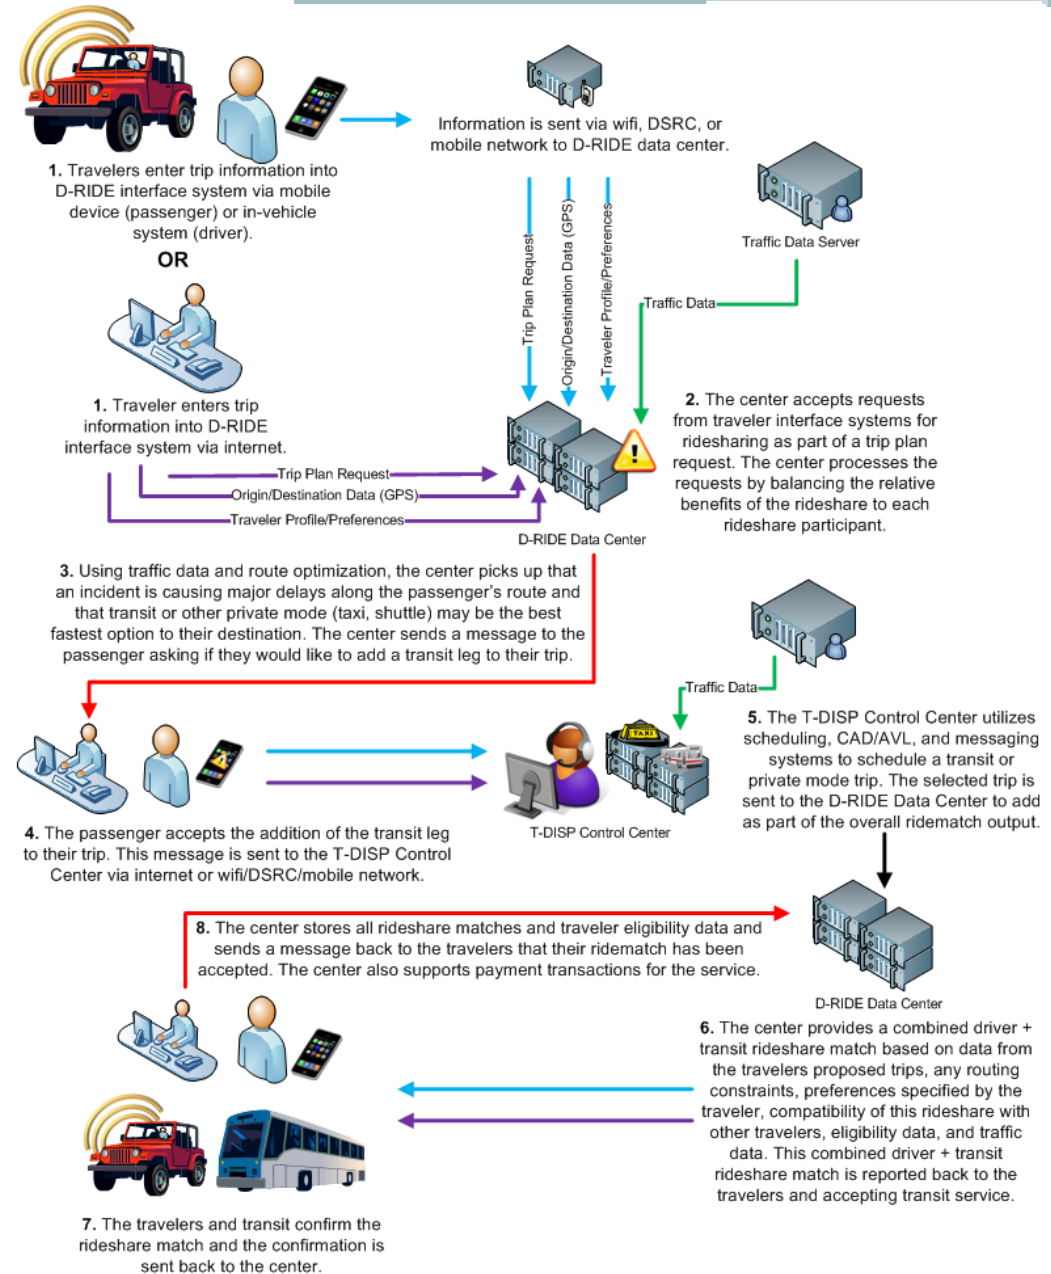 1. Travelers enter trip information into
D-RIDE interface system via mobile
device (passenger) or in-vehicle
system (driver).
OR
1. Traveler enters trip
information into D-RIDE
interface system via internet.
Information is sent via wifi, DSRC, or
mobile network to D-RIDE data center.
Trip Plan Request
Origin/Destination Data (GPS)
Traveler Profile/Preferences
Traffic Data Server
Traffic Data
Trip Plan Request
Origin/Destination Data (GPS)
Traveler Profile/Preferences
D-RIDE Data Center
2. The center accepts requests
from traveler interface systems for
ridesharing as part of a trip plan
request. The center processes the
requests by balancing the relative
benefits of the rideshare to each
rideshare participant.
3. Using traffic data and route optimization, the center picks up that
an incident is causing major delays along the passenger's route and
that transit or other private mode (taxi, shuttle) may be the best
fastest option to their destination. The center sends a message to the
passenger asking if they would like to add a transit leg to their trip.
Traffic Data
TAXI
T-DISP Control Center
4. The passenger accepts the addition of the transit leg
to their trip. This message is sent to the T-DISP Control
Center via internet or wifi/DSRC/mobile network.
5. The T-DISP Control Center utilizes
scheduling, CAD/AVL, and messaging
systems to schedule a transit or
private mode trip. The selected trip is
sent to the D-RIDE Data Center to add
as part of the overall ridematch output.
D-RIDE Data Center
6. The center provides a combined driver +
transit rideshare match based on data from
the travelers proposed trips, any routing
constraints, preferences specified by the
traveler, compatibility of this rideshare with
other travelers, eligibility data, and traffic
data. This combined driver + transit
rideshare match is reported back to the
travelers and accepting transit service.
7. The travelers and transit confirm the
rideshare match and the confirmation is
sent back to the center.
8. The center stores all rideshare matches and traveler eligibility data and
sends a message back to the travelers that their ridematch has been
accepted. The center also supports payment transactions for the service.